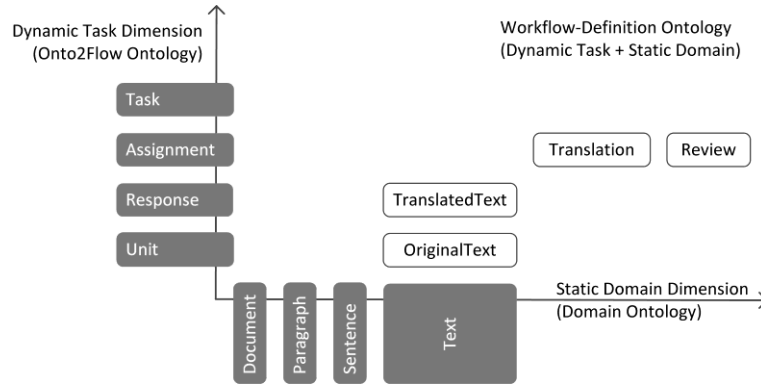 Dynamic Task Dimension
(Onto2Flow Ontology)
Workflow-Definition Ontology
(Dynamic Task + Static Domain)
Task
Assignment
Translation
Review
Response
TranslatedText
Unit
OriginalText
Document
Paragraph
Sentence
Text
Static Domain Dimension
(Domain Ontology)